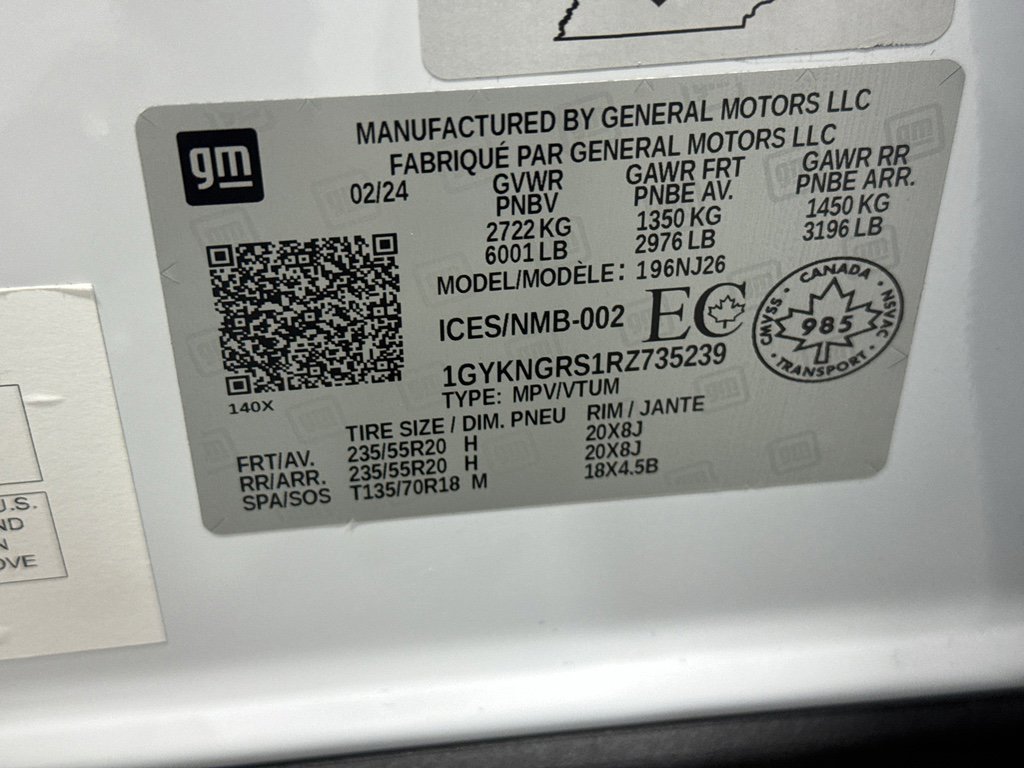 gm
MANUFACTURED BY GENERAL MOTORS LLC
FABRIQUÉ PAR GENERAL MOTORS LLC
02/24
GVWR GAWR FRT GAWR RR
PNBV PNBE AV. PNBE ARR.
2722 KG 1350 KG 1450 KG
6001 LB 2976 LB 3196 LB
MODEL/MODÈLE: 196NJ26
ICES/NMB-002 EC
CANADA
CMVSS 985 NSVAC
TRANSPORT
1GYKNGRS1RZ735239
TYPE: MPV/VTUM
140X
TIRE SIZE / DIM. PNEU RIM / JANTE
FRT/AV. 235/55R20 H 20X8J
RR/ARR. 235/55R20 H 20X8J
SPA/SOS T135/70R18 M 18X4.5B
U.S.